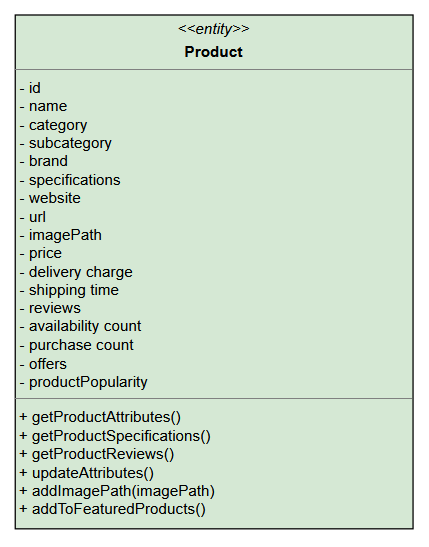 <<entity>>
Product
- id
- name
- category
- subcategory
- brand
- specifications
- website
- url
- imagePath
- price
- delivery charge
- shipping time
- reviews
- availability count
- purchase count
- offers
- productPopularity
+ getProductAttributes()
+ getProductSpecifications()
+ getProductReviews()
+ updateAttributes()
+ addImagePath(imagePath)
+ addToFeaturedProducts()